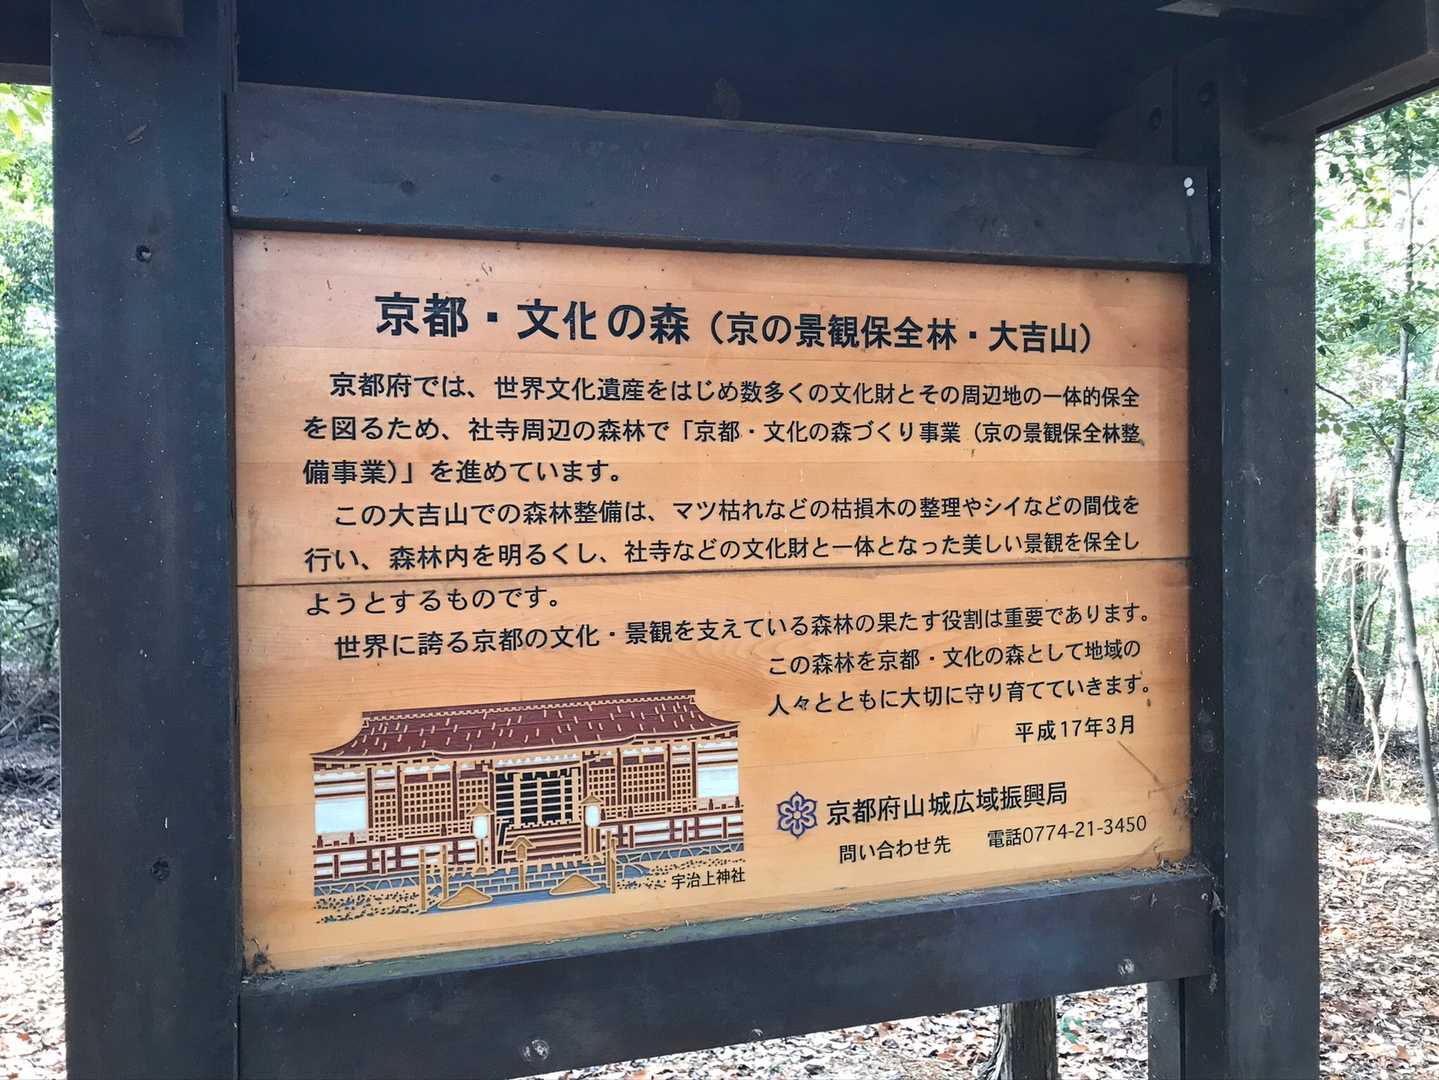 京都・文化の森（京の景観保全林・大吉山）
京都府では、世界文化遺産をはじめ数多くの文化財とその周辺地の一体的保全
を図るため、社寺周辺の森林で「京都・文化の森づくり事業（京の景観保全林整
備事業）」を進めています。
この大吉山での森林整備は、マツ枯れなどの枯損木の整理やシイなどの間伐を
行い、森林内を明るくし、社寺などの文化財と一体となった美しい景観を保全し
ようとするものです。
世界に誇る京都の文化・景観を支えている森林の果たす役割は重要であります。
この森林を京都・文化の森として地域の
人々とともに大切に守り育てていきます。
平成17年3月
宇治上神社
京都府山城広域振興局
問い合わせ先　電話0774-21-3450